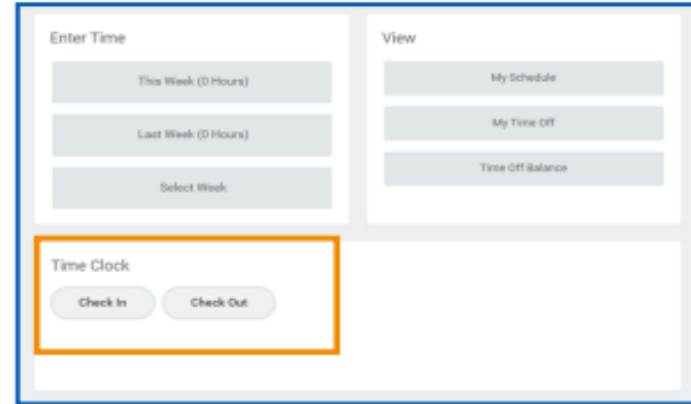 Enter Time
This Week (0 Hours)
Last Week (0 Hours)
Select Week
View
My Schedule
My Time Off
Time Off Balance
Time Clock
Check In
Check Out